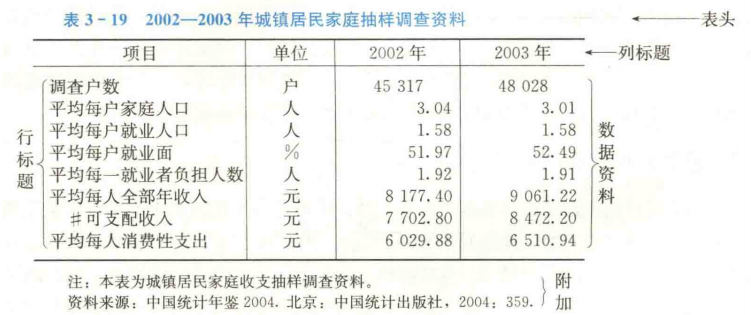 表 3-19 2002—2003 年城镇居民家庭抽样调查资料 表头
项目 单位 2002 年 2003 年 列标题
调查户数 户 45 317 48 028
平均每户家庭人口 人 3.04 3.01
平均每户就业人口 人 1.58 1.58
平均每户就业面 % 51.97 52.49
平均每一就业者负担人数 人 1.92 1.91
平均每人全部年收入 元 8 177.40 9 061.22
#可支配收入 元 7 702.80 8 472.20
平均每人消费性支出 元 6 029.88 6 510.94
行标题
数据资料
注：本表为城镇居民家庭收支抽样调查资料。
资料来源：中国统计年鉴 2004. 北京：中国统计出版社，2004：359.
附加